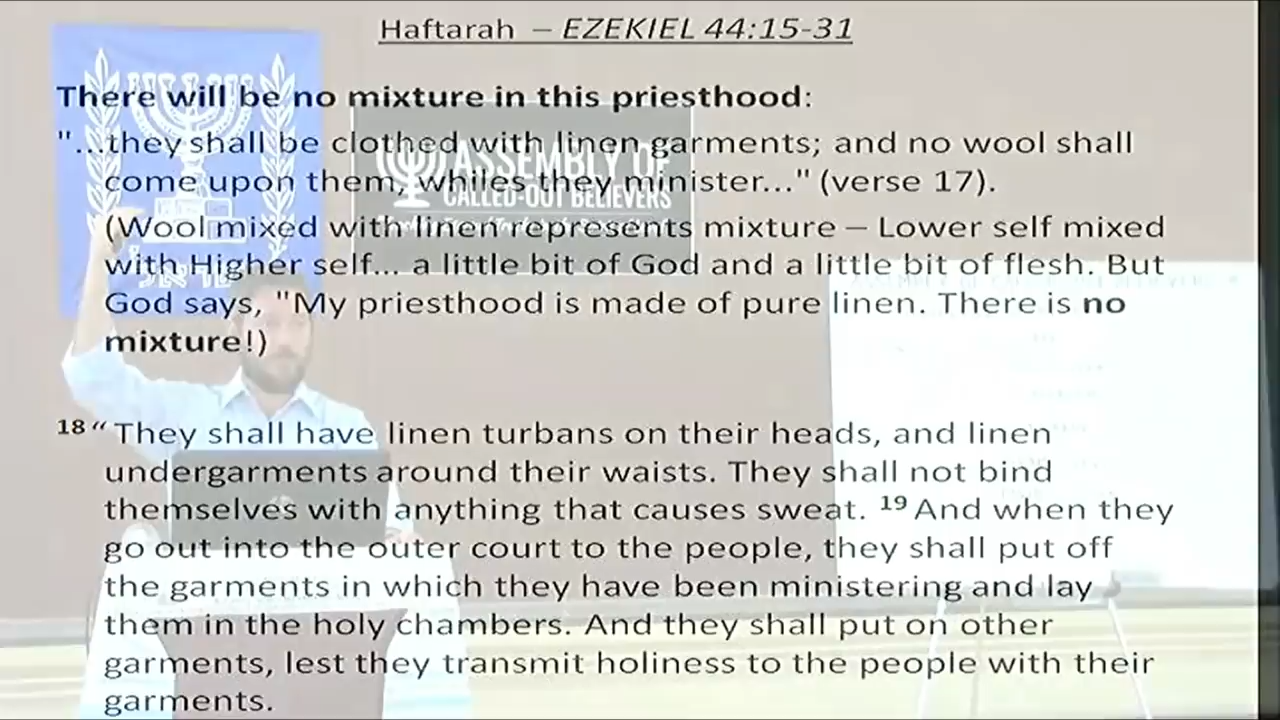 Haftarah – EZEKIEL 44:15-31
There will be no mixture in this priesthood:
"...they shall be clothed with linen garments; and no wool shall
come upon them, whiles they minister..." (verse 17).
(Wool mixed with linen represents mixture – Lower self mixed
with Higher self... a little bit of God and a little bit of flesh. But
God says, "My priesthood is made of pure linen. There is no
mixture!)
18 “ They shall have linen turbans on their heads, and linen
undergarments around their waists. They shall not bind
themselves with anything that causes sweat. 19 And when they
go out into the outer court to the people, they shall put off
the garments in which they have been ministering and lay
them in the holy chambers. And they shall put on other
garments, lest they transmit holiness to the people with their
garments.
ASSEMBLY OF
CALLED-OUT BELIEVERS